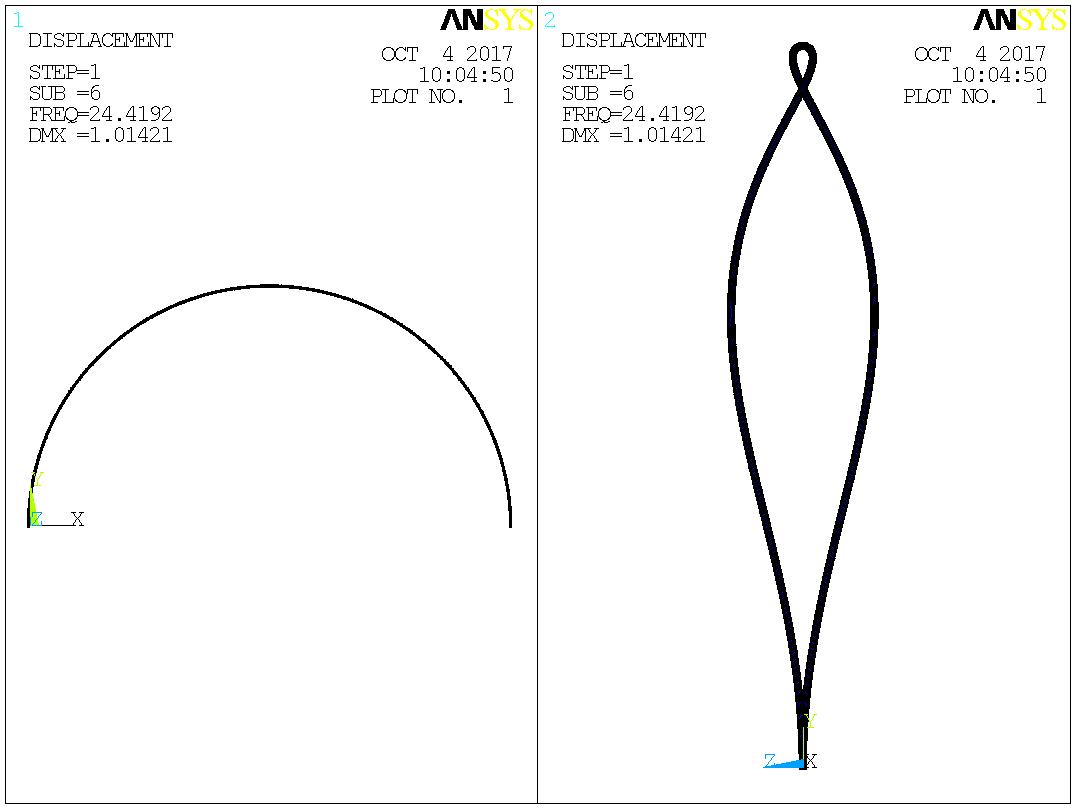 1
ANSYS
DISPLACEMENT
STEP=1
SUB =6
FREQ=24.4192
DMX =1.01421
OCT  4 2017
10:04:50
PLOT NO.   1
Y
Z
X
2
ANSYS
DISPLACEMENT
STEP=1
SUB =6
FREQ=24.4192
DMX =1.01421
OCT  4 2017
10:04:50
PLOT NO.   1
Y
Z
X